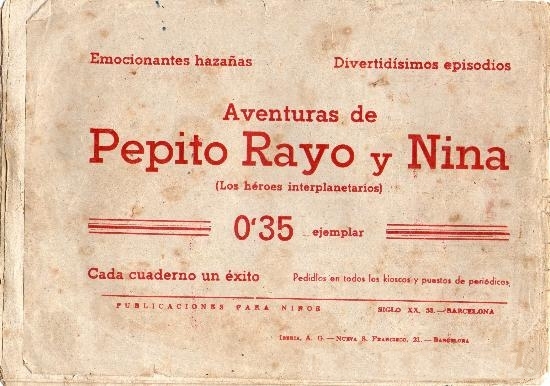 Emocionantes hazañas Divertidísimos episodios
Aventuras de
Pepito Rayo y Nina
(Los héroes interplanetarios)
0'35 ejemplar
Cada cuaderno un éxito Pedidlos en todos los kioscos y puestos de periódicos.
PUBLICACIONES PARA NIÑOS SIGLO XX, 58.—BARCELONA
IBERIA, A. G. — NUEVA S. FRANCISCO, 21. — BARCELONA